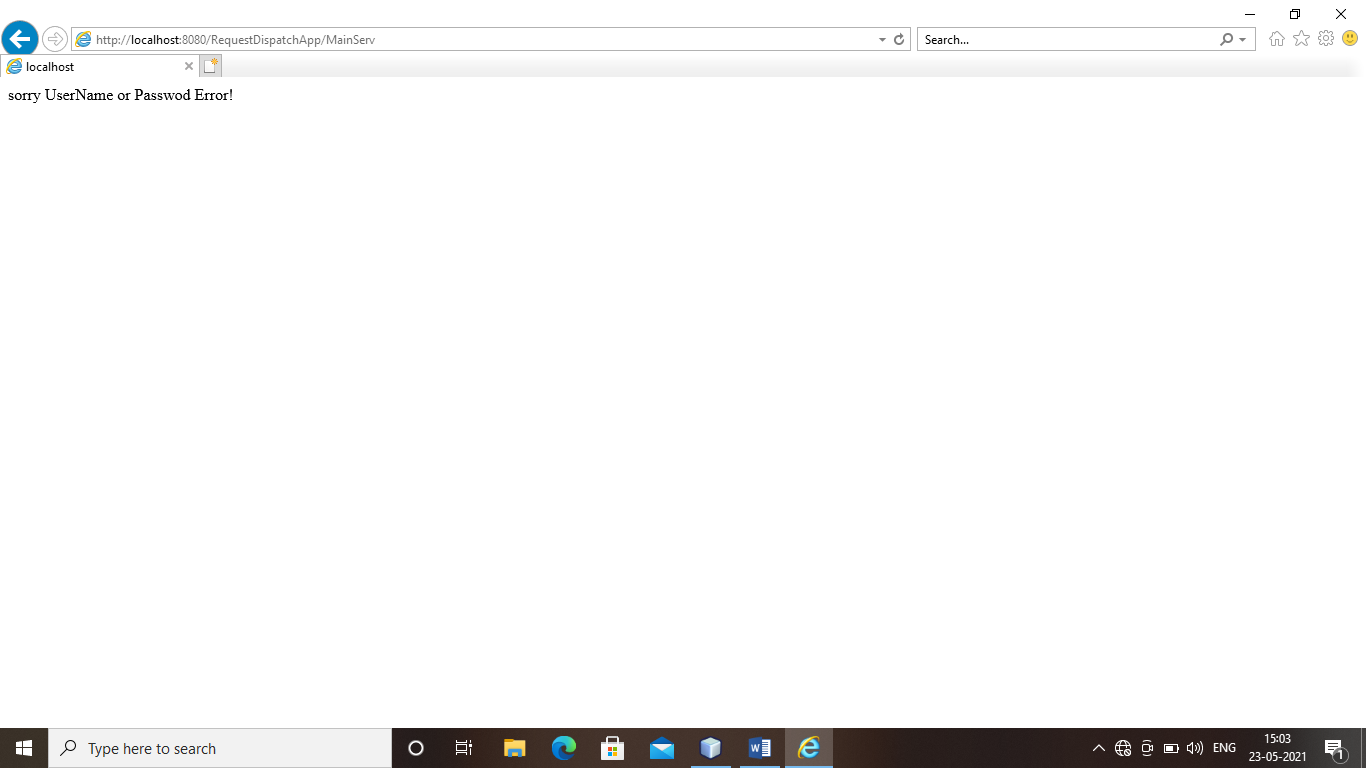 http://localhost:8080/RequestDispatchApp/MainServ
Search...
localhost
sorry UserName or Passwod Error!
Type here to search
W
ENG
15:03
23-05-2021
1